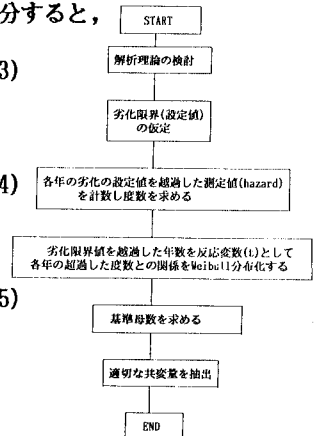 分すると，
START
3)
解析理論の検討
劣化限界(設定値)
の仮定
4)
各年の劣化の設定値を越過した測定値(hazard)
を計数し度数を求める
劣化限界値を越過した年数を反応変数(t)として
各年の超過した度数との関係をWeibull分布化する
5)
基準母数を求める
適切な共変量を抽出
END